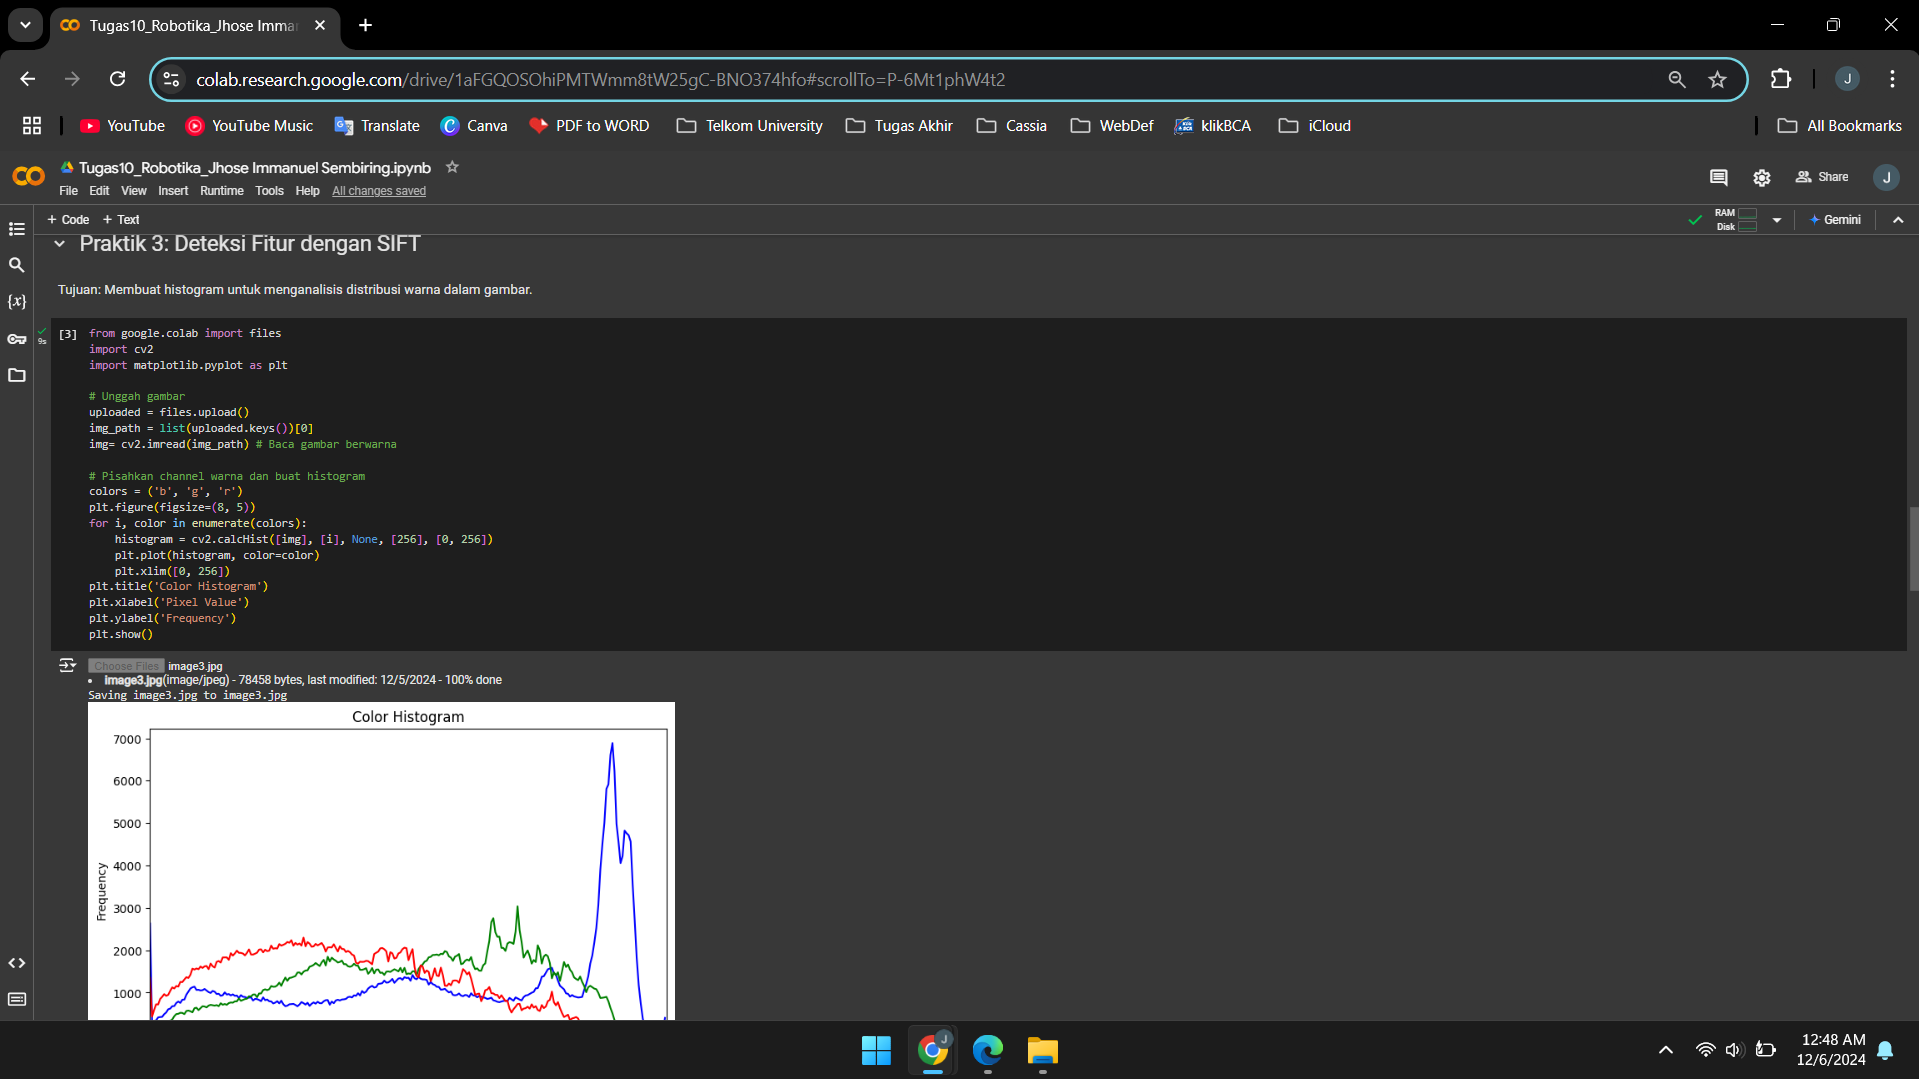 Tugas10_Robotika_Jhose Imma
colab.research.google.com/drive/1aFGQOSOhiPMTWmm8tW25gC-BNO374hfo#scrollTo=P-6Mt1phW4t2
J
YouTube
YouTube Music
Translate
Canva
PDF to WORD
Telkom University
Tugas Akhir
Cassia
WebDef
klikBCA
iCloud
All Bookmarks
Tugas10_Robotika_Jhose Immanuel Sembiring.ipynb
Share
J
File Edit View Insert Runtime Tools Help All changes saved
+ Code + Text
RAM
Disk
Gemini
Praktik 3: Deteksi Fitur dengan SIFT
Tujuan: Membuat histogram untuk menganalisis distribusi warna dalam gambar.
9s
[3] from google.colab import files
import cv2
import matplotlib.pyplot as plt
# Unggah gambar
uploaded = files.upload()
img_path = list(uploaded.keys())[0]
img= cv2.imread(img_path) # Baca gambar berwarna
# Pisahkan channel warna dan buat histogram
colors = ('b', 'g', 'r')
plt.figure(figsize=(8, 5))
for i, color in enumerate(colors):
    histogram = cv2.calcHist([img], [i], None, [256], [0, 256])
    plt.plot(histogram, color=color)
    plt.xlim([0, 256])
plt.title('Color Histogram')
plt.xlabel('Pixel Value')
plt.ylabel('Frequency')
plt.show()
Choose Files image3.jpg
• image3.jpg(image/jpeg) - 78458 bytes, last modified: 12/5/2024 - 100% done
Saving image3.jpg to image3.jpg
Color Histogram
7000
6000
5000
4000
3000
2000
1000
Frequency
J
12:48 AM
12/6/2024